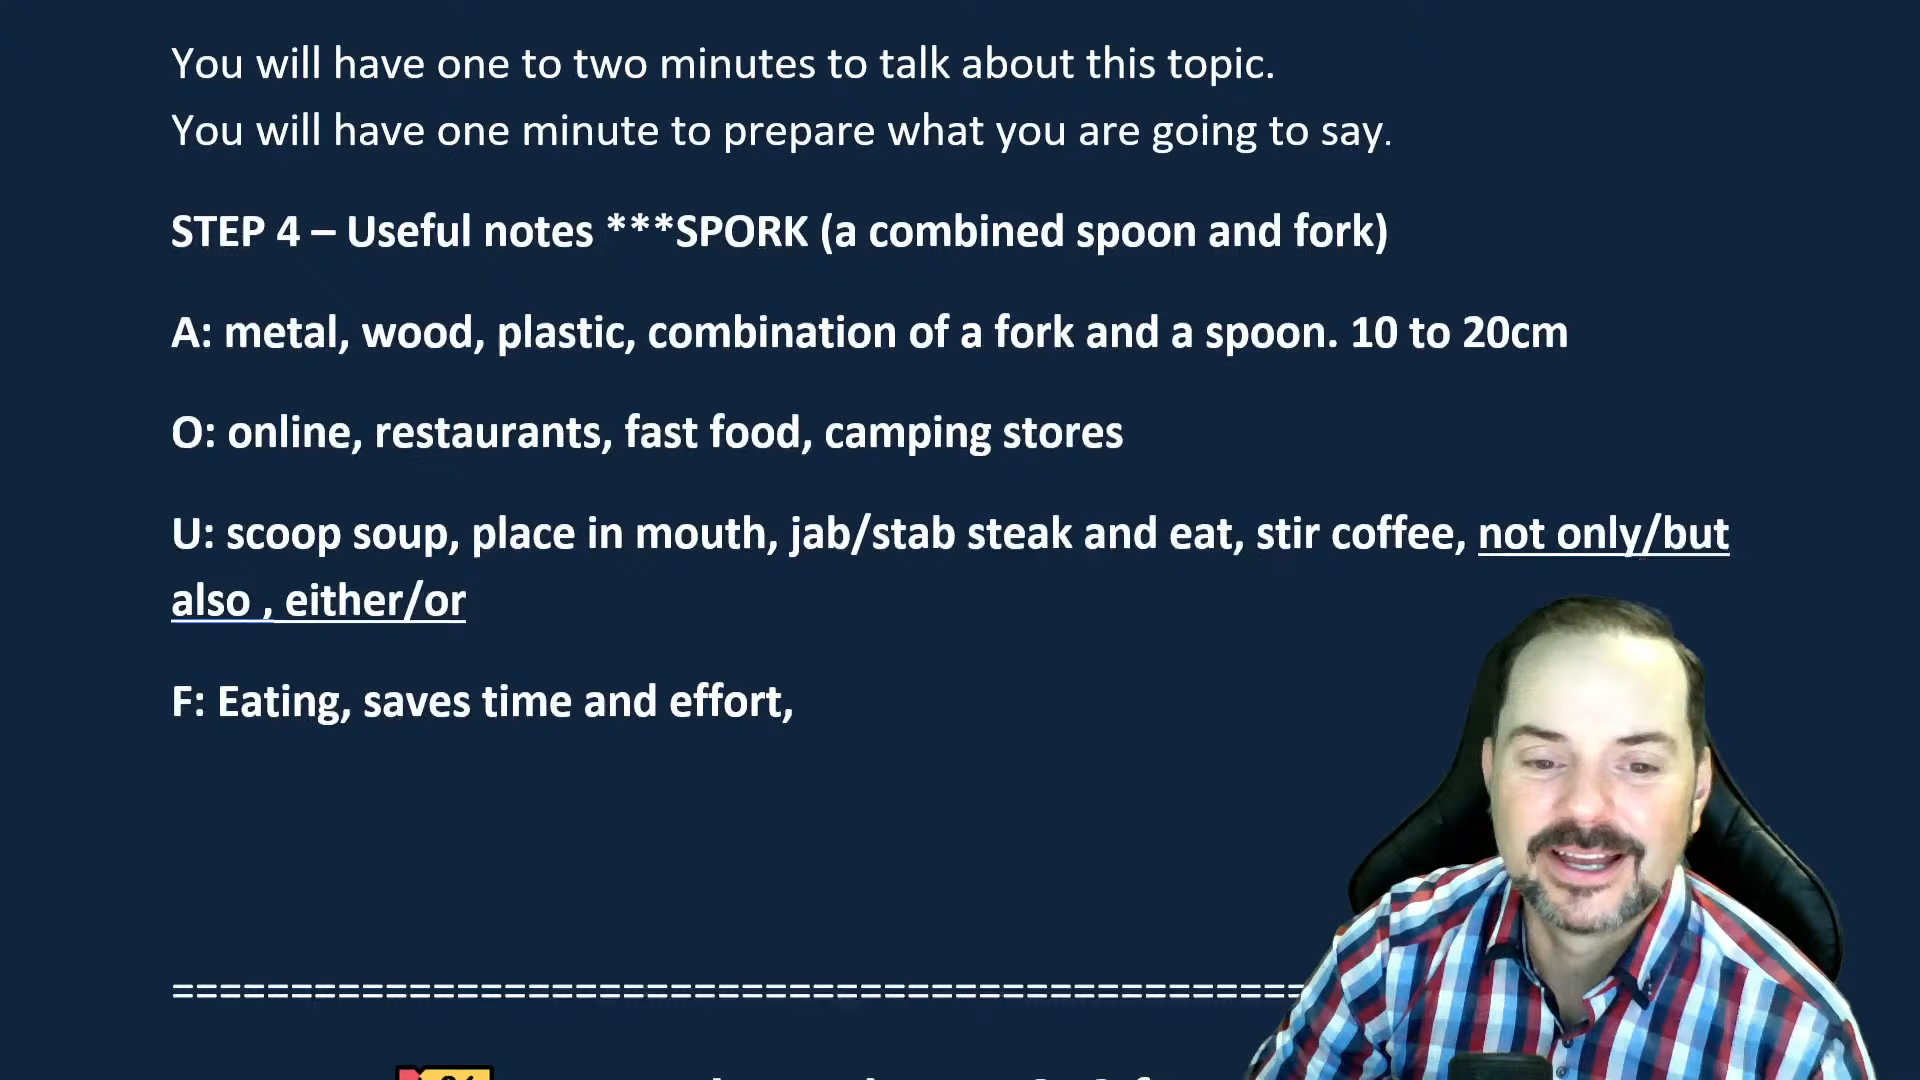 You will have one to two minutes to talk about this topic.
You will have one minute to prepare what you are going to say.
STEP 4 – Useful notes ***SPORK (a combined spoon and fork)
A: metal, wood, plastic, combination of a fork and a spoon. 10 to 20cm
O: online, restaurants, fast food, camping stores
U: scoop soup, place in mouth, jab/stab steak and eat, stir coffee, not only/but
also , either/or
F: Eating, saves time and effort,
================================================